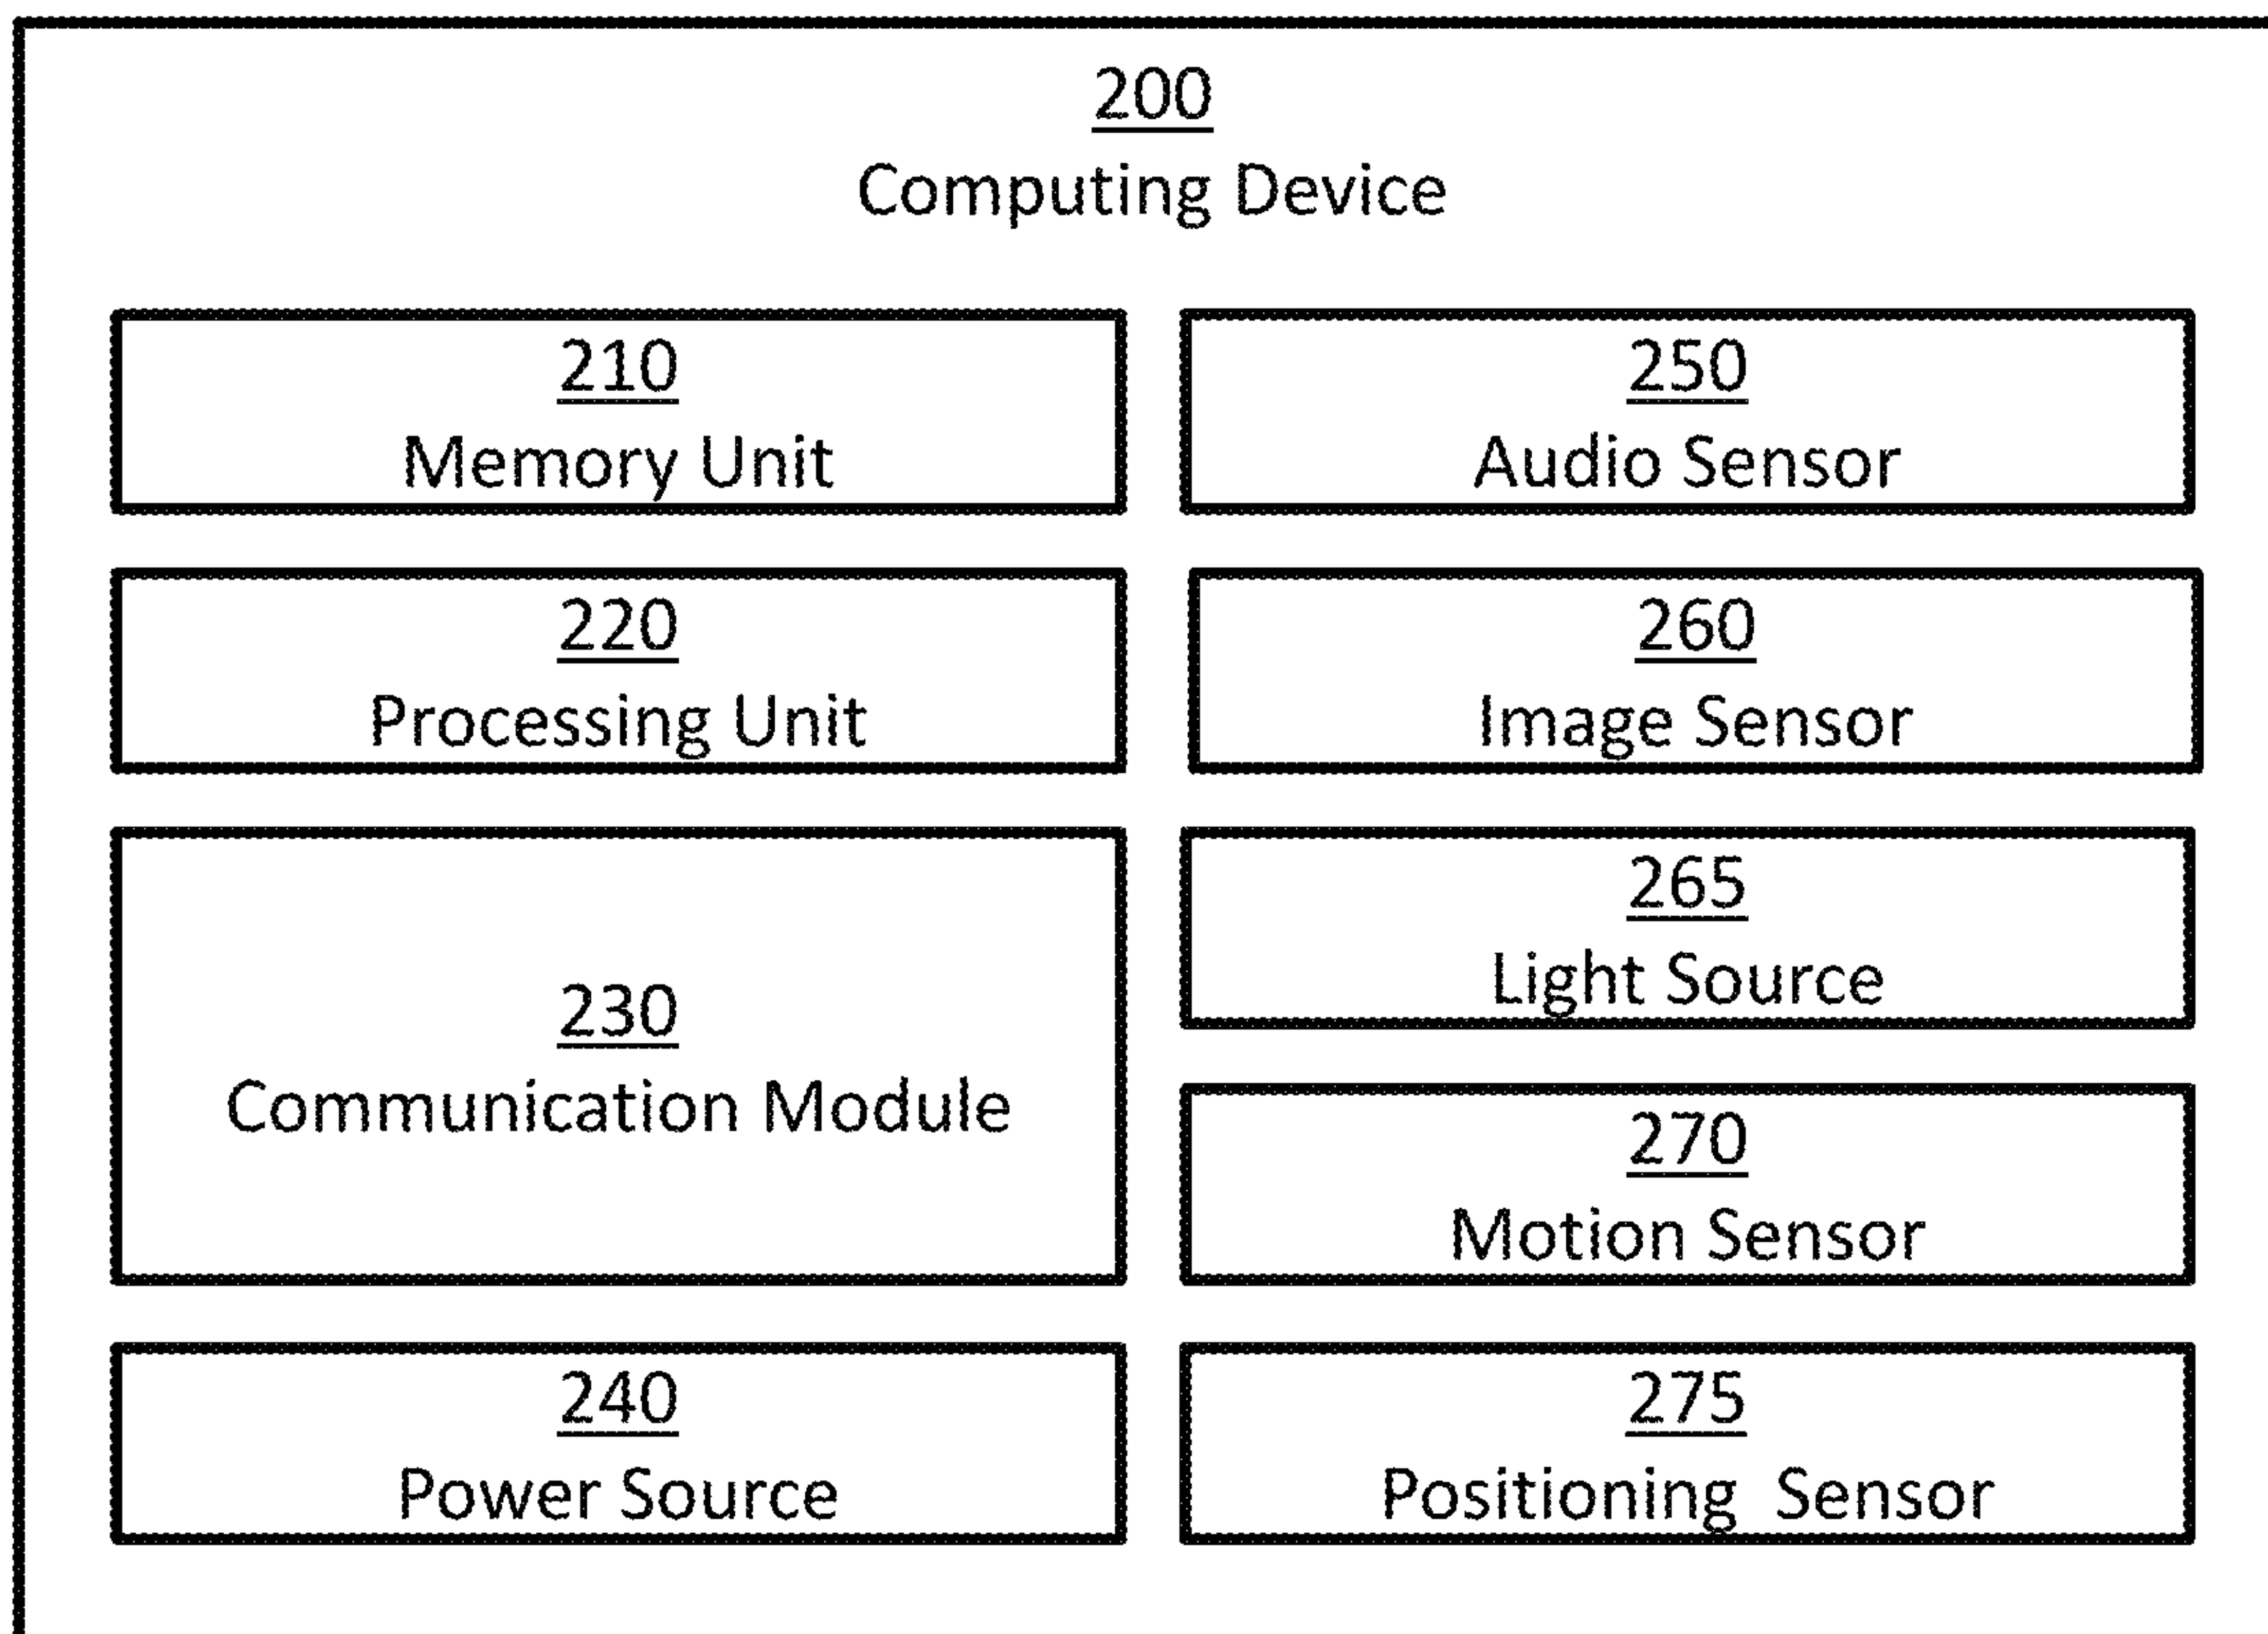 200
Computing Device
210
Memory Unit
250
Audio Sensor
220
Processing Unit
260
Image Sensor
230
Communication Module
265
Light Source
270
Motion Sensor
240
Power Source
275
Positioning  Sensor